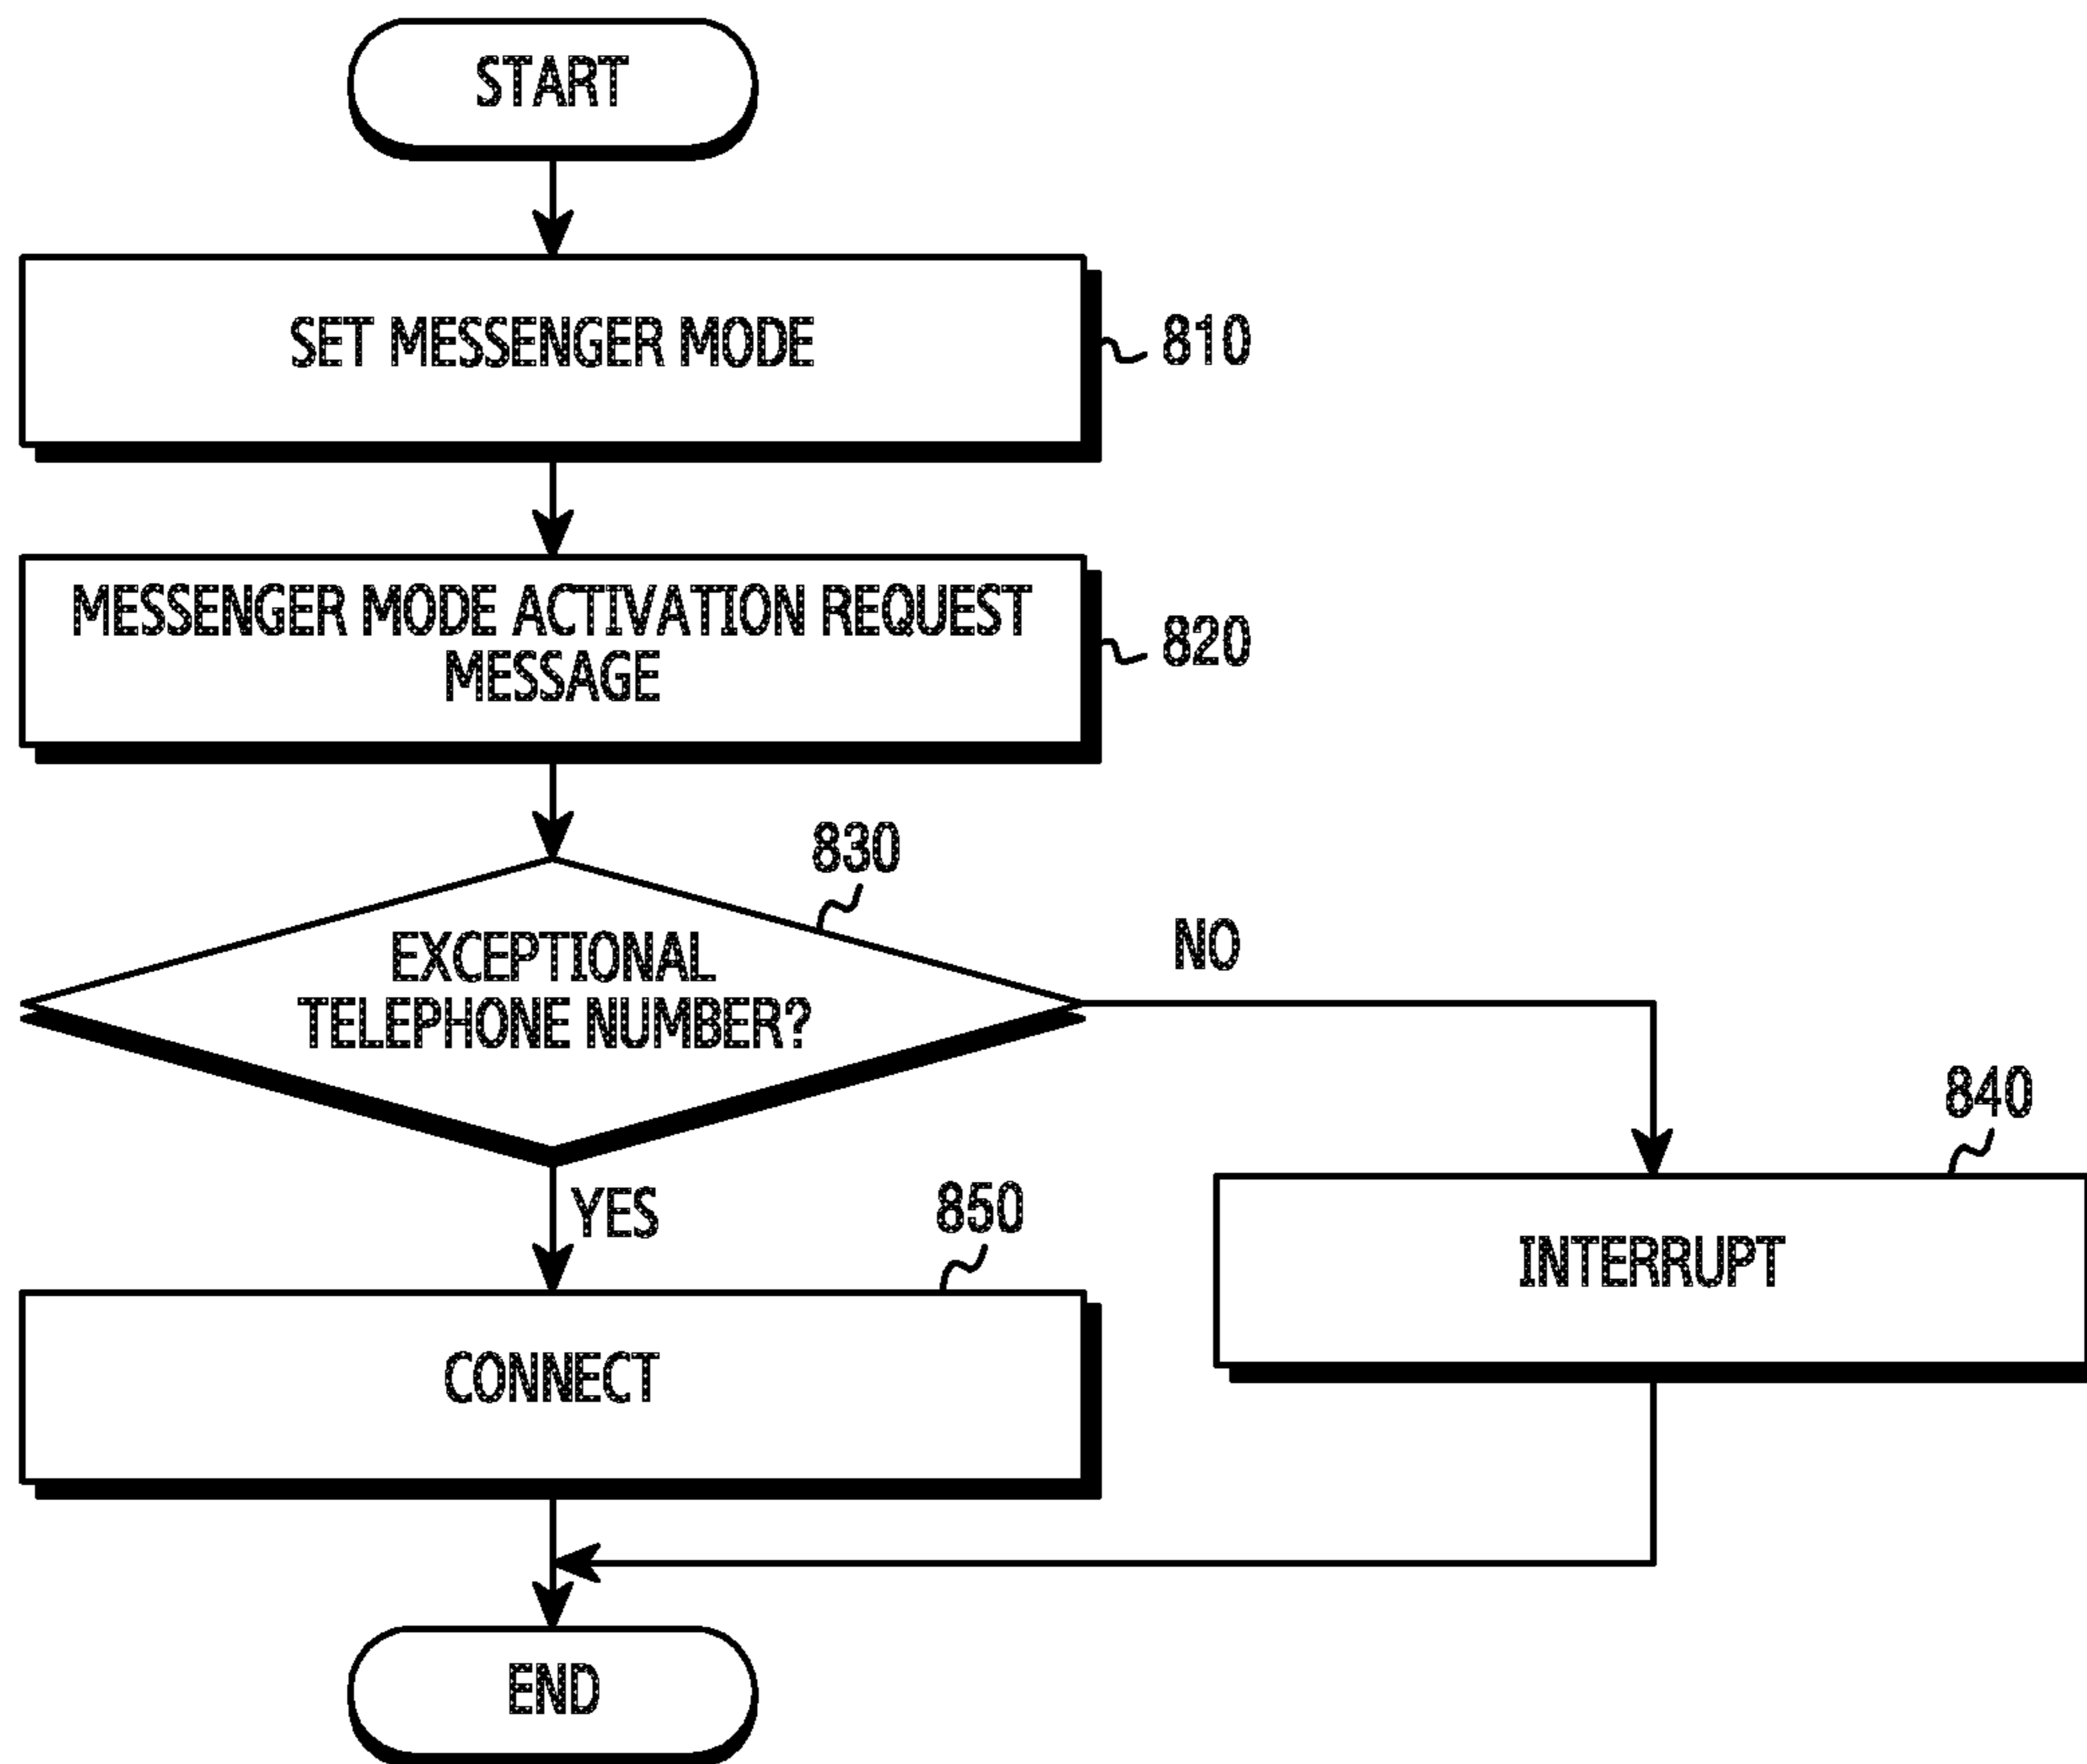 START
SET MESSENGER MODE
810
MESSENGER MODE ACTIVATION REQUEST
MESSAGE
820
830
EXCEPTIONAL
TELEPHONE NUMBER?
NO
840
YES
850
INTERRUPT
CONNECT
END